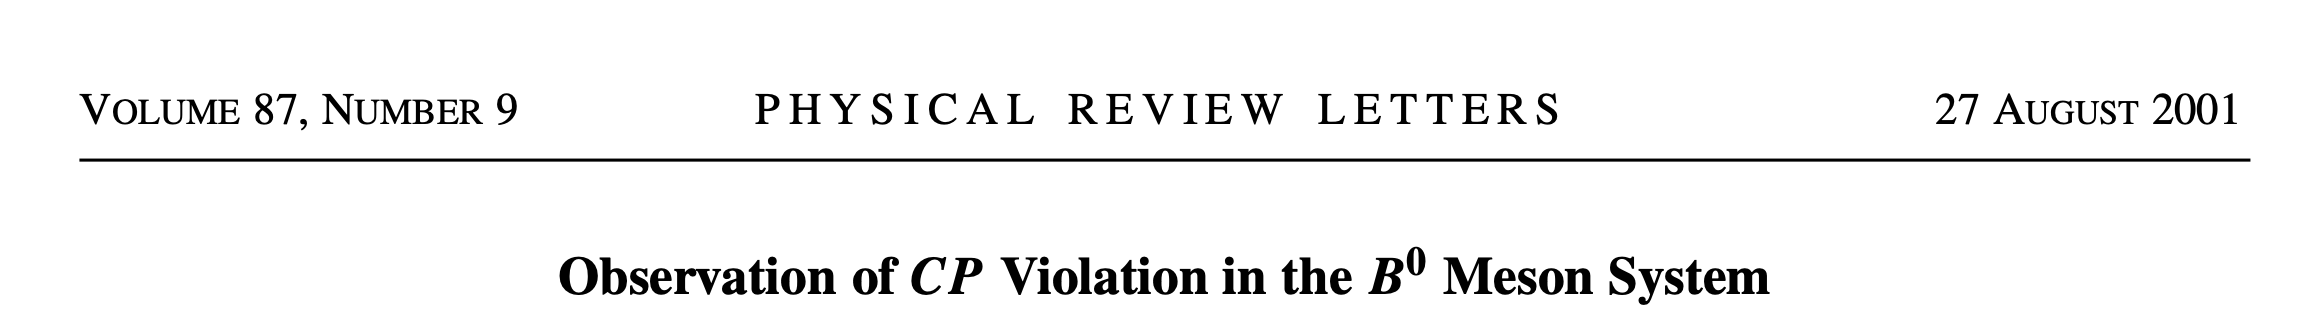 VOLUME 87, NUMBER 9 PHYSICAL REVIEW LETTERS 27 AUGUST 2001
Observation of CP Violation in the B⁰ Meson System